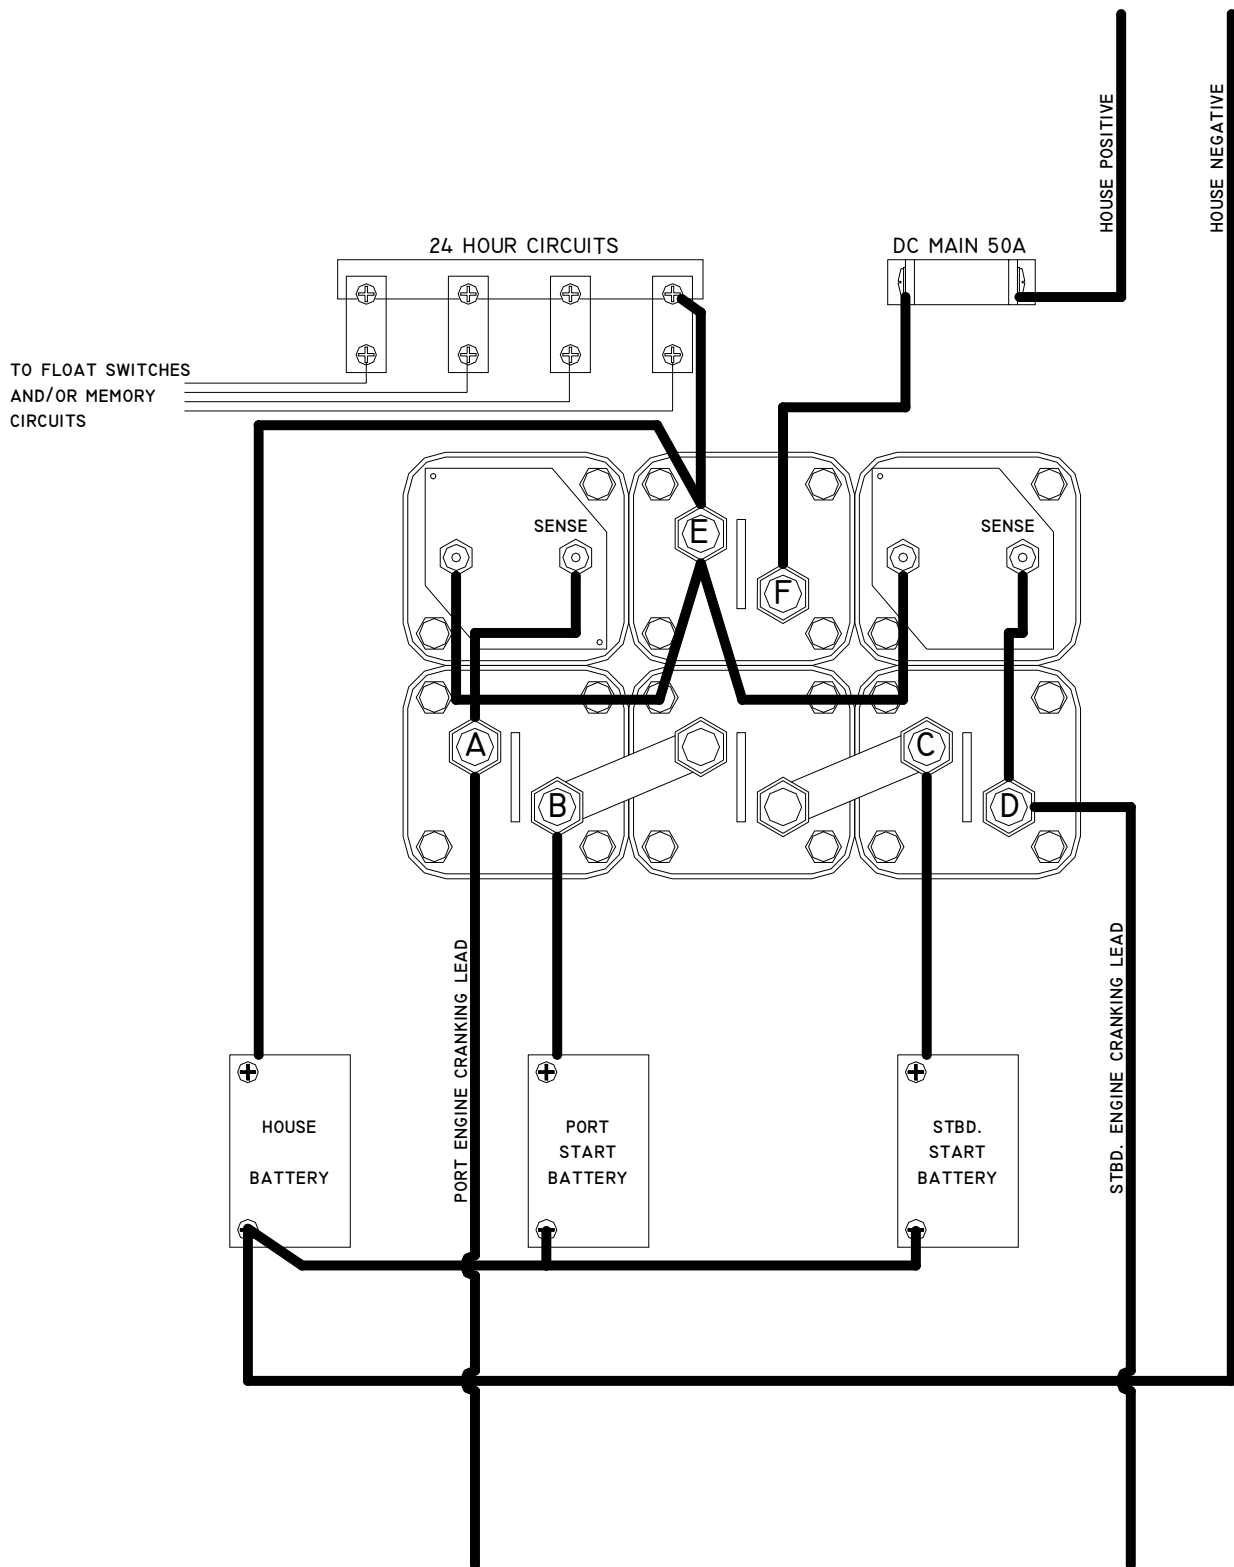 HOUSE POSITIVE
HOUSE NEGATIVE
24 HOUR CIRCUITS
DC MAIN 50A
TO FLOAT SWITCHES
AND/OR MEMORY
CIRCUITS
SENSE
E
SENSE
F
A
C
B
D
PORT ENGINE CRANKING LEAD
STBD. ENGINE CRANKING LEAD
HOUSE
BATTERY
PORT
START
BATTERY
STBD.
START
BATTERY